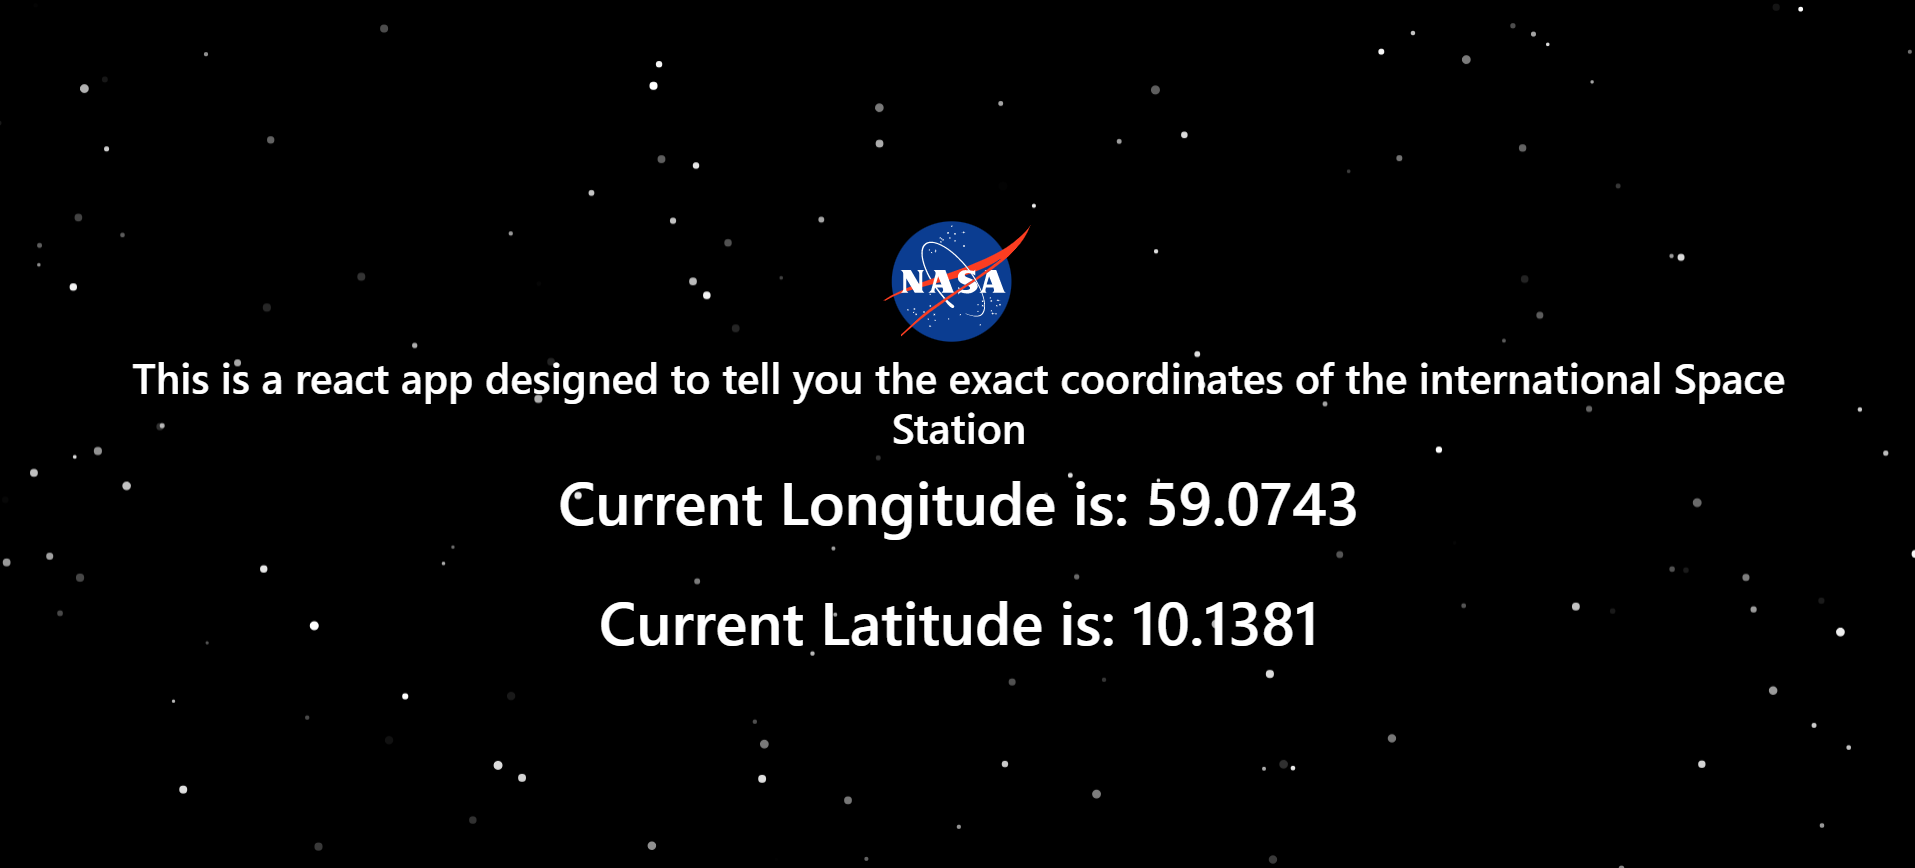 NASA
This is a react app designed to tell you the exact coordinates of the international Space
Station
Current Longitude is: 59.0743
Current Latitude is: 10.1381